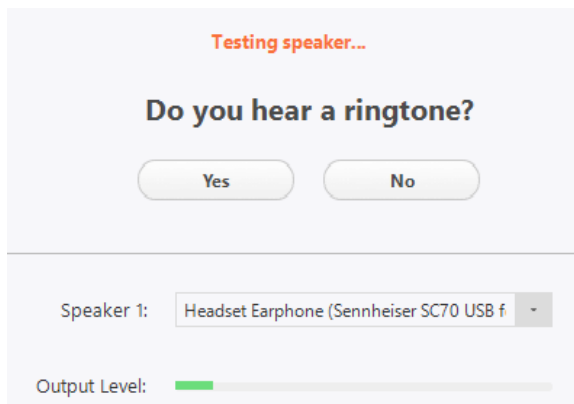 Testing speaker...
Do you hear a ringtone?
Yes No
Speaker 1: Headset Earphone (Sennheiser SC70 USB f
Output Level: